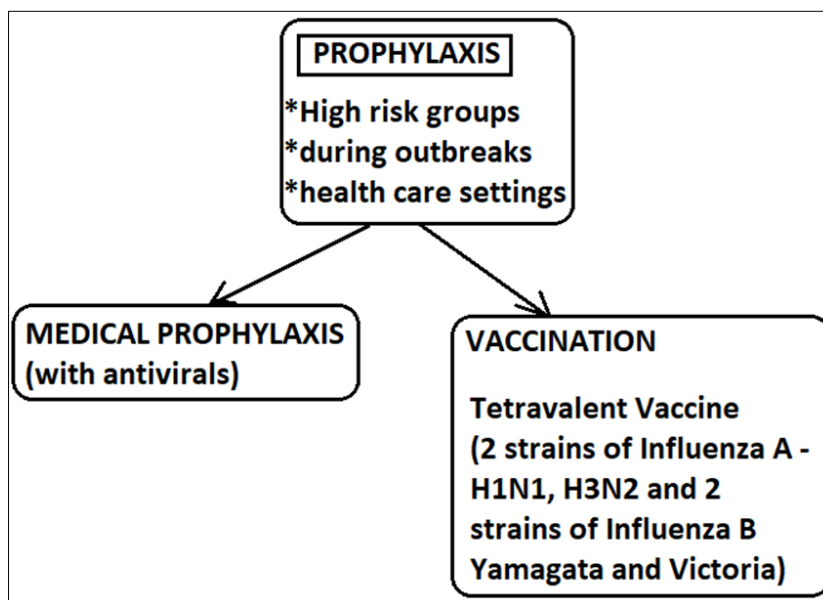 PROPHYLAXIS
*High risk groups
*during outbreaks
*health care settings
MEDICAL PROPHYLAXIS
(with antivirals)
VACCINATION
Tetravalent Vaccine
(2 strains of Influenza A -
H1N1, H3N2 and 2
strains of Influenza B
Yamagata and Victoria)